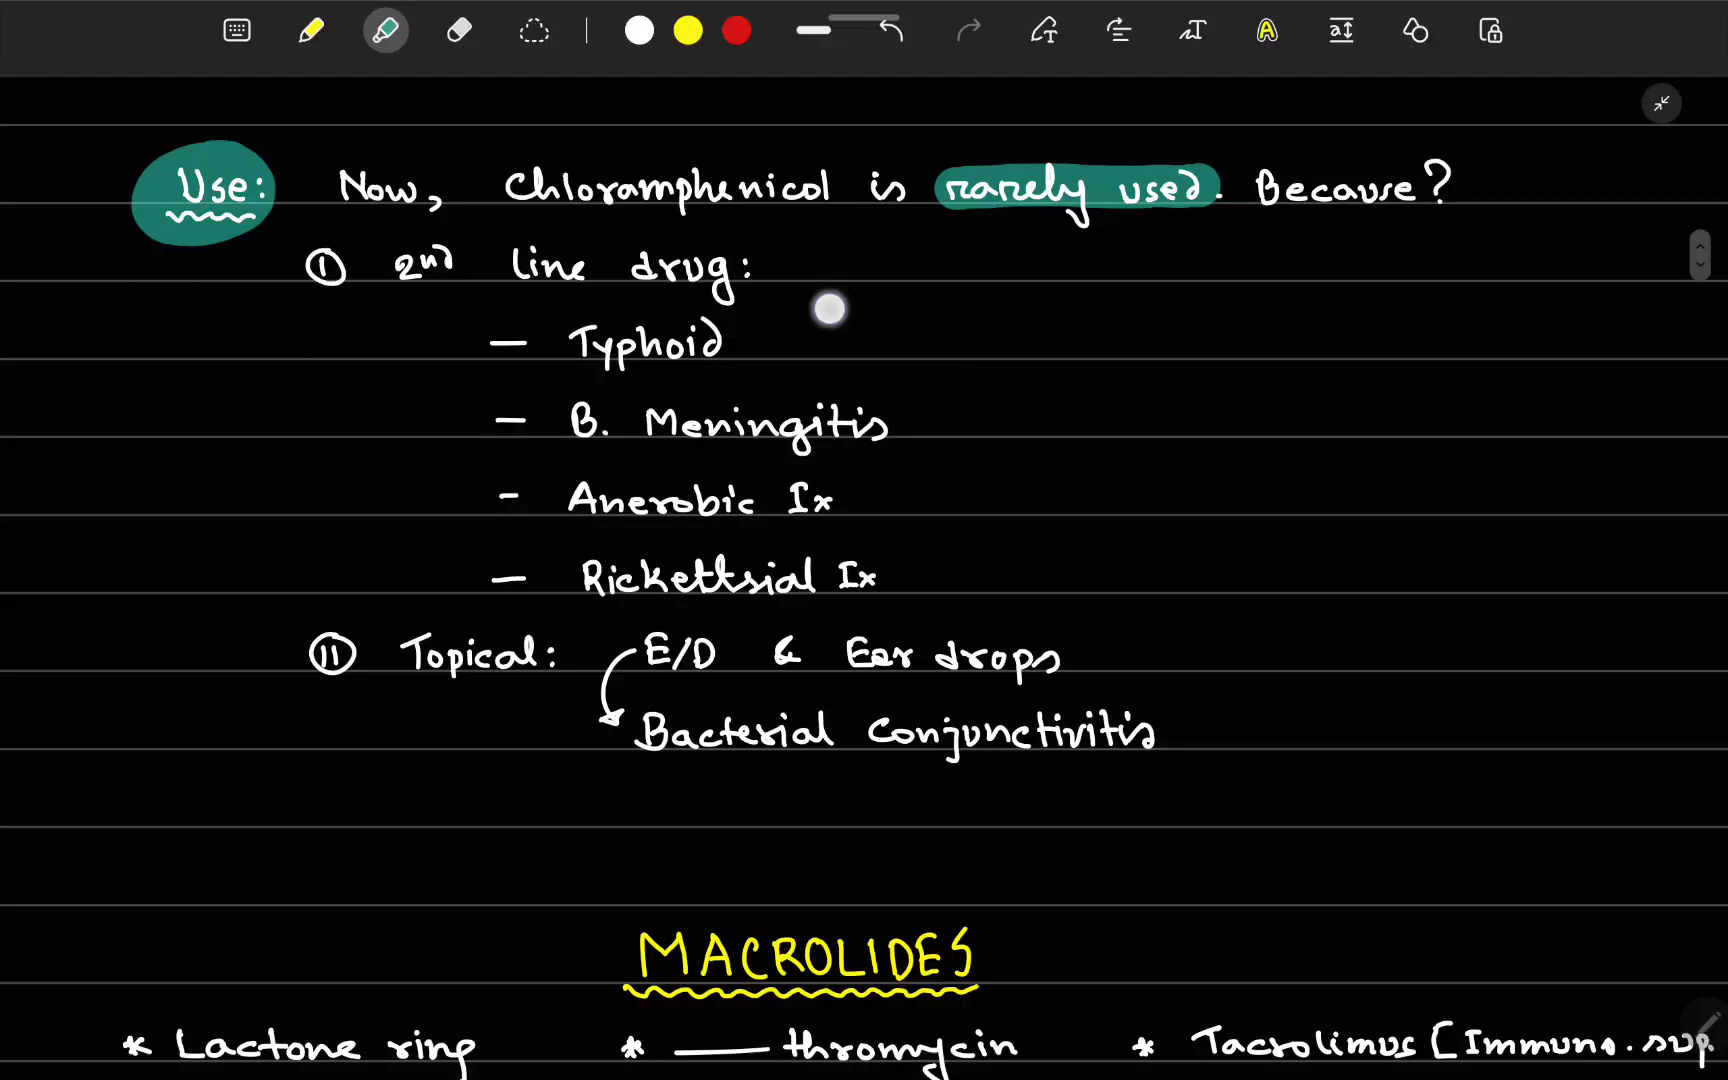 Use: Now, Chloramphenicol is rarely used. Because?
① 2nd line drug:
— Typhoid
— B. Meningitis
- Anerobic Ix
— Rickettsial Ix
② Topical: E/D & Ear drops
Bacterial Conjunctivitis
MACROLIDES
* Lactone ring * —— thromycin * Tacrolimus [Immuno.sup.